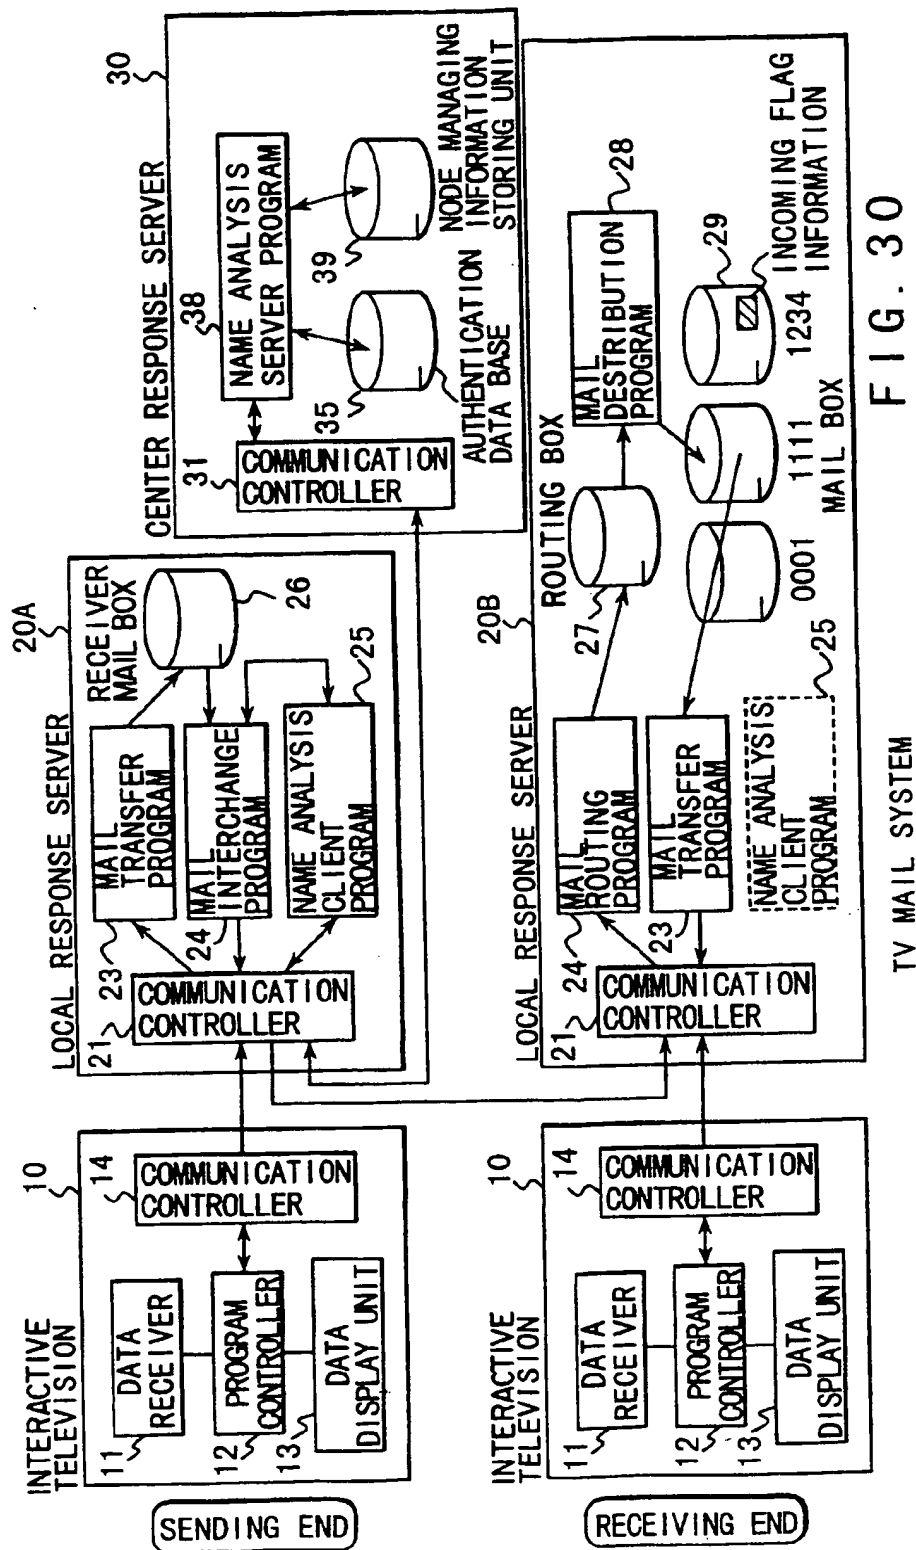 SENDING END
INTERACTIVE
TELEVISION
10
DATA
RECEIVER
11
PROGRAM
CONTROLLER
12
DATA
DISPLAY UNIT
13
14
COMMUNICATION
CONTROLLER
LOCAL RESPONSE SERVER
20A
21
COMMUNICATION
CONTROLLER
23
MAIL
TRANSFER
PROGRAM
RECEIVER
MAIL BOX
26
24
MAIL
INTERCHANGE
PROGRAM
NAME ANALYSIS
CLIENT
PROGRAM
25
CENTER RESPONSE SERVER
30
31
COMMUNICATION
CONTROLLER
38
NAME ANALYSIS
SERVER PROGRAM
35
AUTHENTICATION
DATA BASE
39
NODE MANAGING
INFORMATION
STORING UNIT
RECEIVING END
INTERACTIVE
TELEVISION
10
DATA
RECEIVER
11
PROGRAM
CONTROLLER
12
DATA
DISPLAY UNIT
13
14
COMMUNICATION
CONTROLLER
LOCAL RESPONSE SERVER
20B
21
COMMUNICATION
CONTROLLER
24
MAIL
ROUTING
PROGRAM
23
MAIL
TRANSFER
PROGRAM
NAME ANALYSIS
CLIENT
PROGRAM
25
ROUTING BOX
27
MAIL
DESTRIBUTION
PROGRAM
28
29
0001
1111
1234
MAIL BOX
INCOMING FLAG
INFORMATION
TV MAIL SYSTEM
FIG. 30